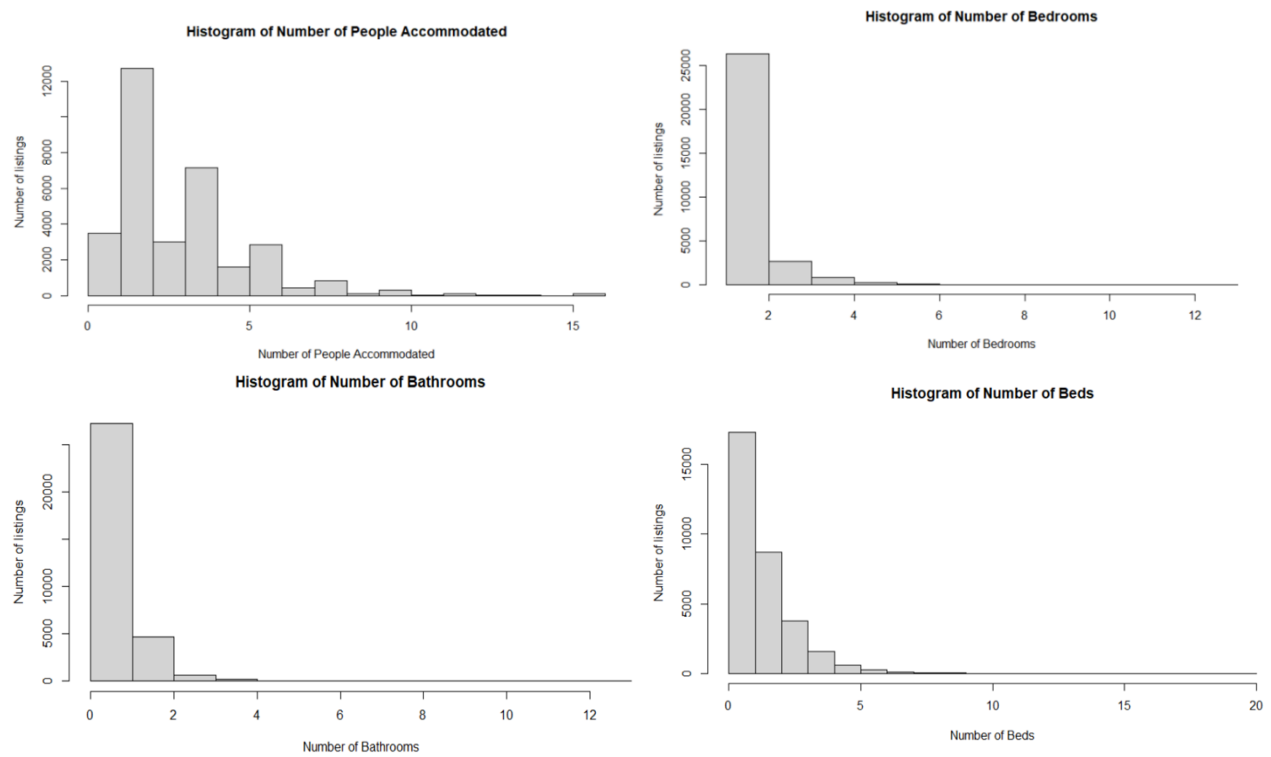 Histogram of Number of People Accommodated
Number of listings
12000
8000
6000
4000
2000
0
0 5 10 15
Number of People Accommodated
Histogram of Number of Bedrooms
Number of listings
25000
20000
15000
10000
5000
0
2 4 6 8 10 12
Number of Bedrooms
Histogram of Number of Bathrooms
Number of listings
20000
10000
5000
0
0 2 4 6 8 10 12
Number of Bathrooms
Histogram of Number of Beds
Number of listings
15000
10000
5000
0
0 5 10 15 20
Number of Beds